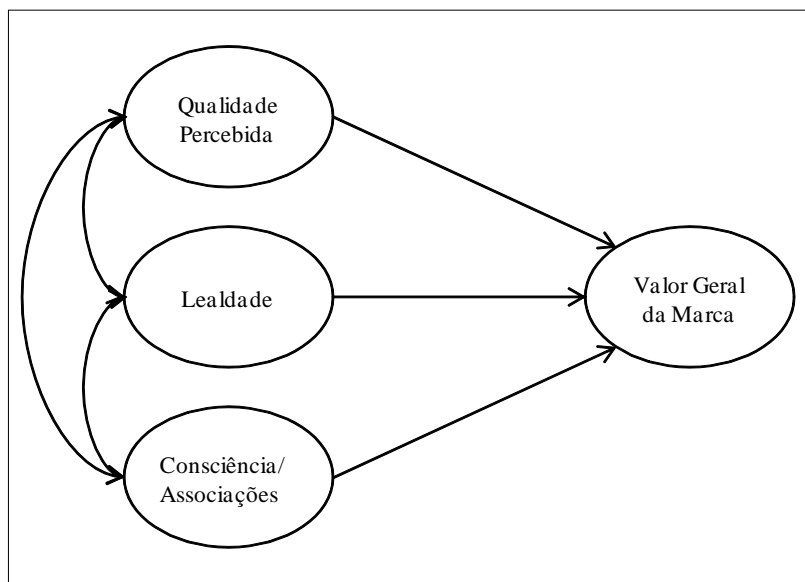 Qualidade
Percebida
Lealdade
Valor Geral
da Marca
Consciência/
Associações